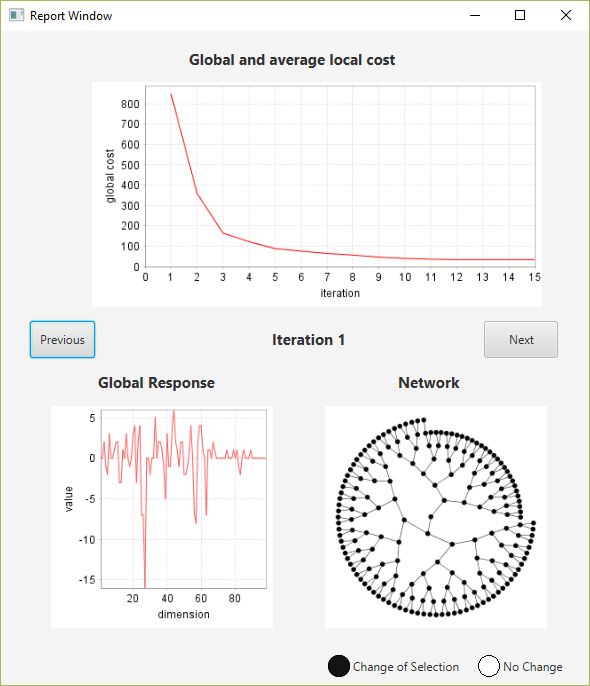 Report Window
Global and average local cost
global cost
800
700
600
500
400
300
200
100
0
0 1 2 3 4 5 6 7 8 9 10 11 12 13 14 15
iteration
Previous
Iteration 1
Next
Global Response
Network
value
5
0
-5
-10
-15
20 40 60 80
dimension
Change of Selection
No Change